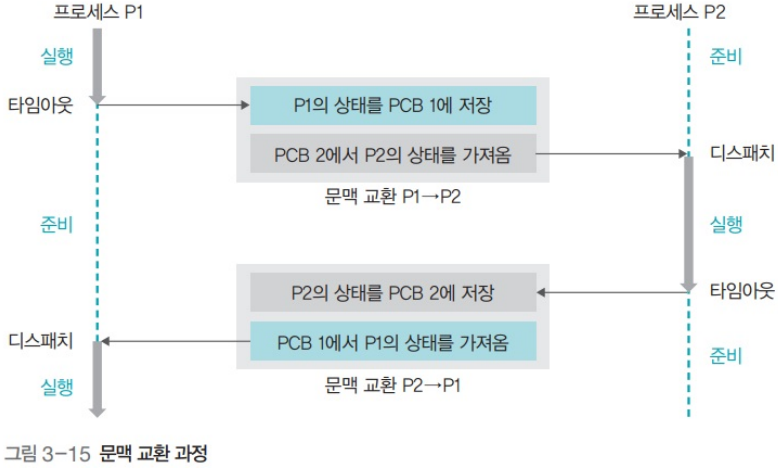 프로세스 P1
프로세스 P2
실행
준비
타임아웃
P1의 상태를 PCB 1에 저장
PCB 2에서 P2의 상태를 가져옴
디스패치
문맥 교환 P1→P2
준비
실행
P2의 상태를 PCB 2에 저장
타임아웃
디스패치
PCB 1에서 P1의 상태를 가져옴
준비
실행
문맥 교환 P2→P1
그림 3-15 문맥 교환 과정